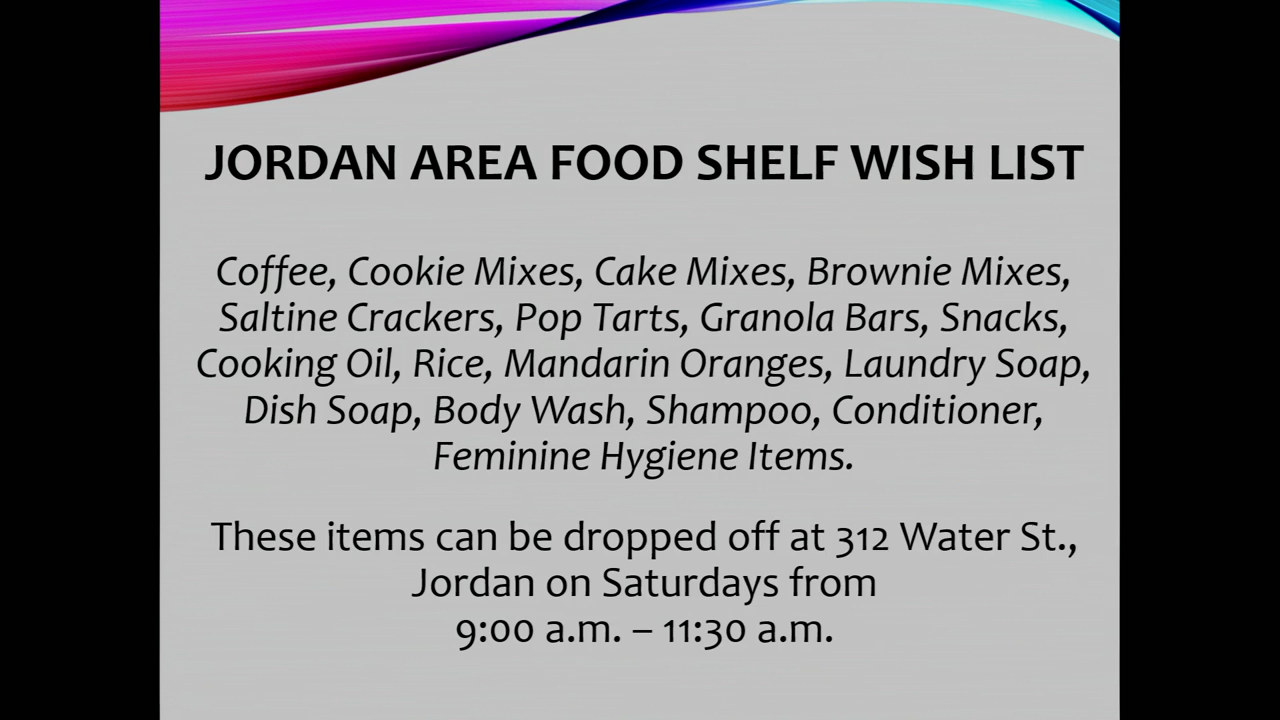 JORDAN AREA FOOD SHELF WISH LIST
Coffee, Cookie Mixes, Cake Mixes, Brownie Mixes,
Saltine Crackers, Pop Tarts, Granola Bars, Snacks,
Cooking Oil, Rice, Mandarin Oranges, Laundry Soap,
Dish Soap, Body Wash, Shampoo, Conditioner,
Feminine Hygiene Items.
These items can be dropped off at 312 Water St.,
Jordan on Saturdays from
9:00 a.m. – 11:30 a.m.